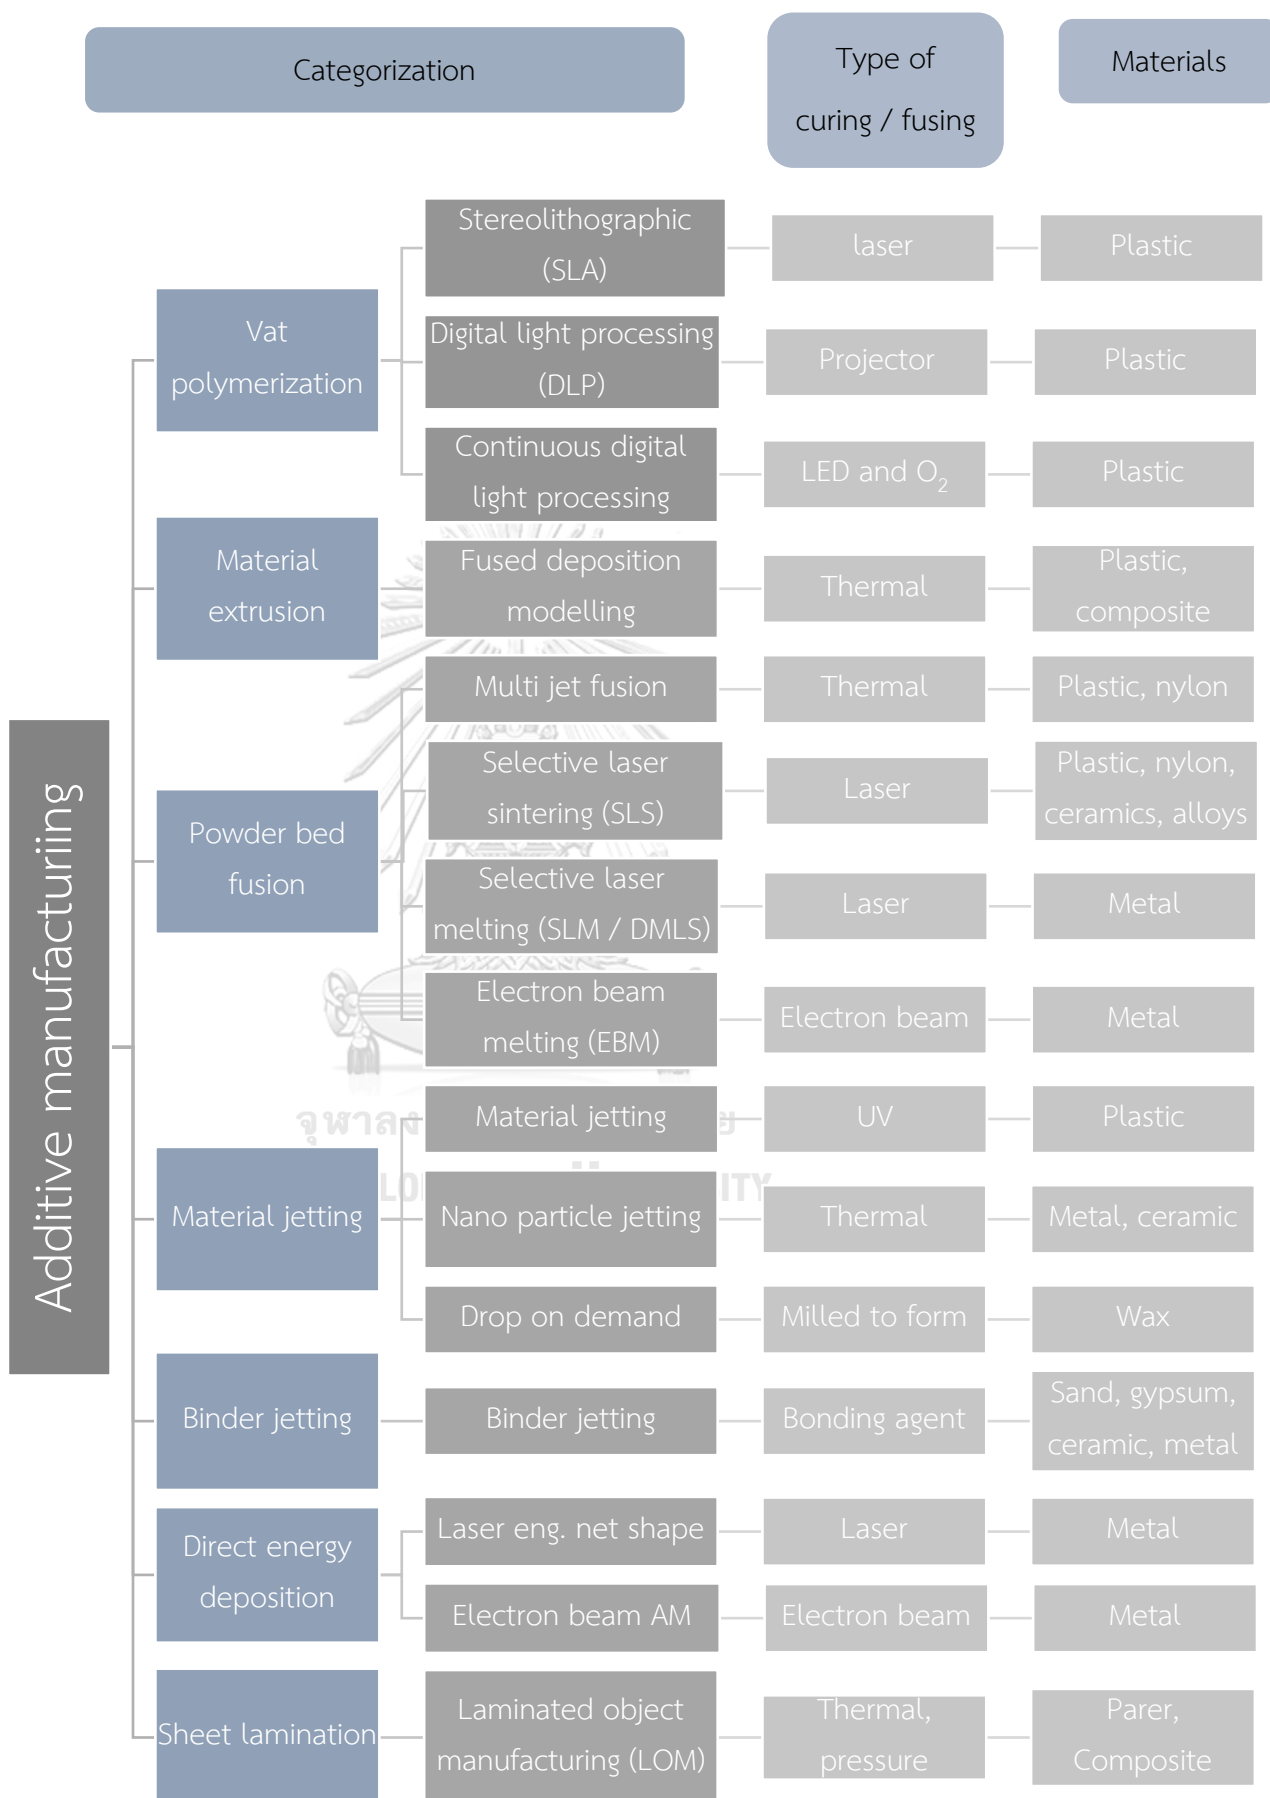 Categorization
Type of
curing / fusing
Materials
Additive manufacturiing
Vat
polymerization
Stereolithographic
(SLA)
laser
Plastic
Digital light processing
(DLP)
Projector
Plastic
Continuous digital
light processing
LED and O₂
Plastic
Material
extrusion
Fused deposition
modelling
Thermal
Plastic,
composite
Powder bed
fusion
Multi jet fusion
Thermal
Plastic, nylon
Selective laser
sintering (SLS)
Laser
Plastic, nylon,
ceramics, alloys
Selective laser
melting (SLM / DMLS)
Laser
Metal
Electron beam
melting (EBM)
Electron beam
Metal
Material jetting
Material jetting
UV
Plastic
Nano particle jetting
Thermal
Metal, ceramic
Drop on demand
Milled to form
Wax
Binder jetting
Binder jetting
Bonding agent
Sand, gypsum,
ceramic, metal
Direct energy
deposition
Laser eng. net shape
Laser
Metal
Electron beam AM
Electron beam
Metal
Sheet lamination
Laminated object
manufacturing (LOM)
Thermal,
pressure
Parer,
Composite